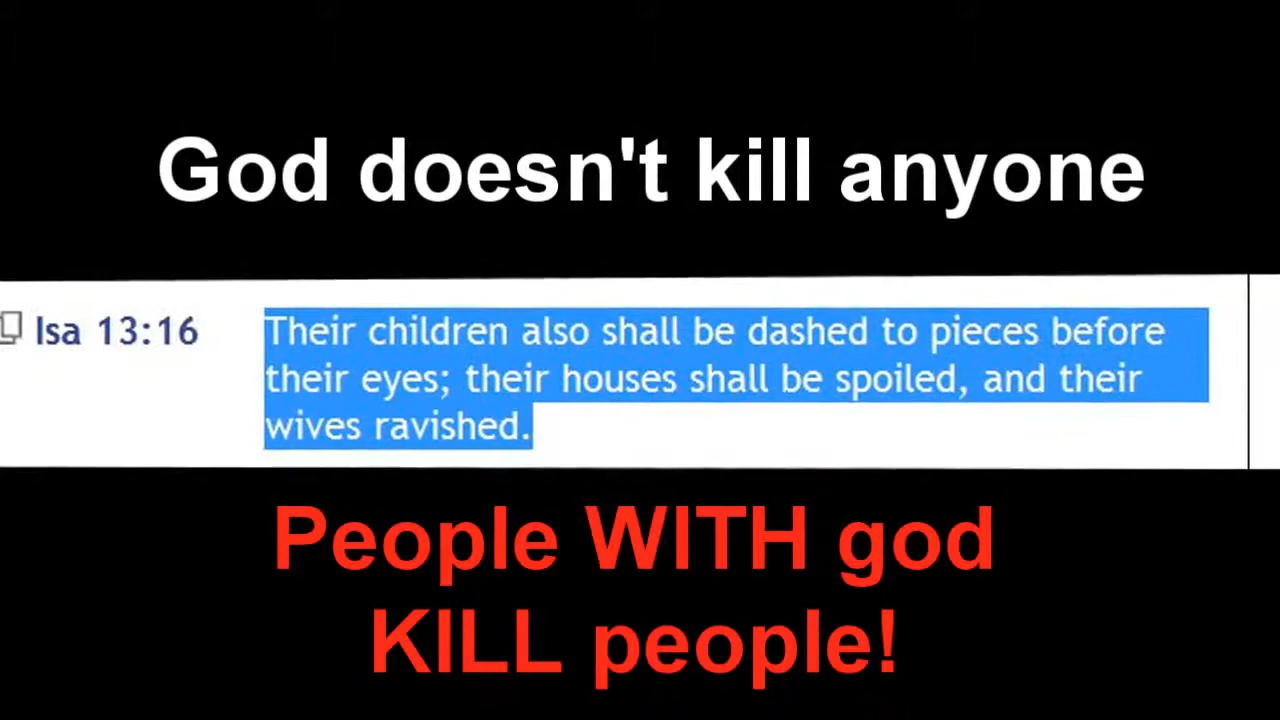 God doesn't kill anyone
Isa 13:16 Their children also shall be dashed to pieces before
their eyes; their houses shall be spoiled, and their
wives ravished.
People WITH god
KILL people!